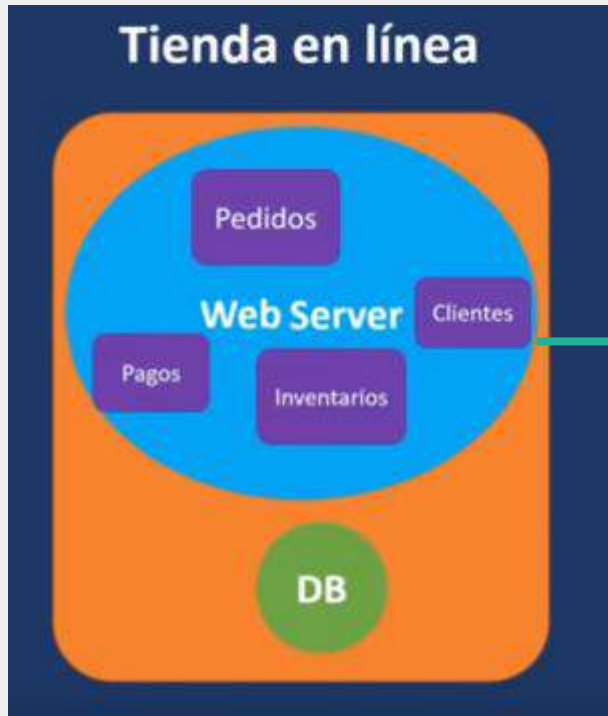 Tienda en línea
Pedidos
Web Server
Clientes
Pagos
Inventarios
DB